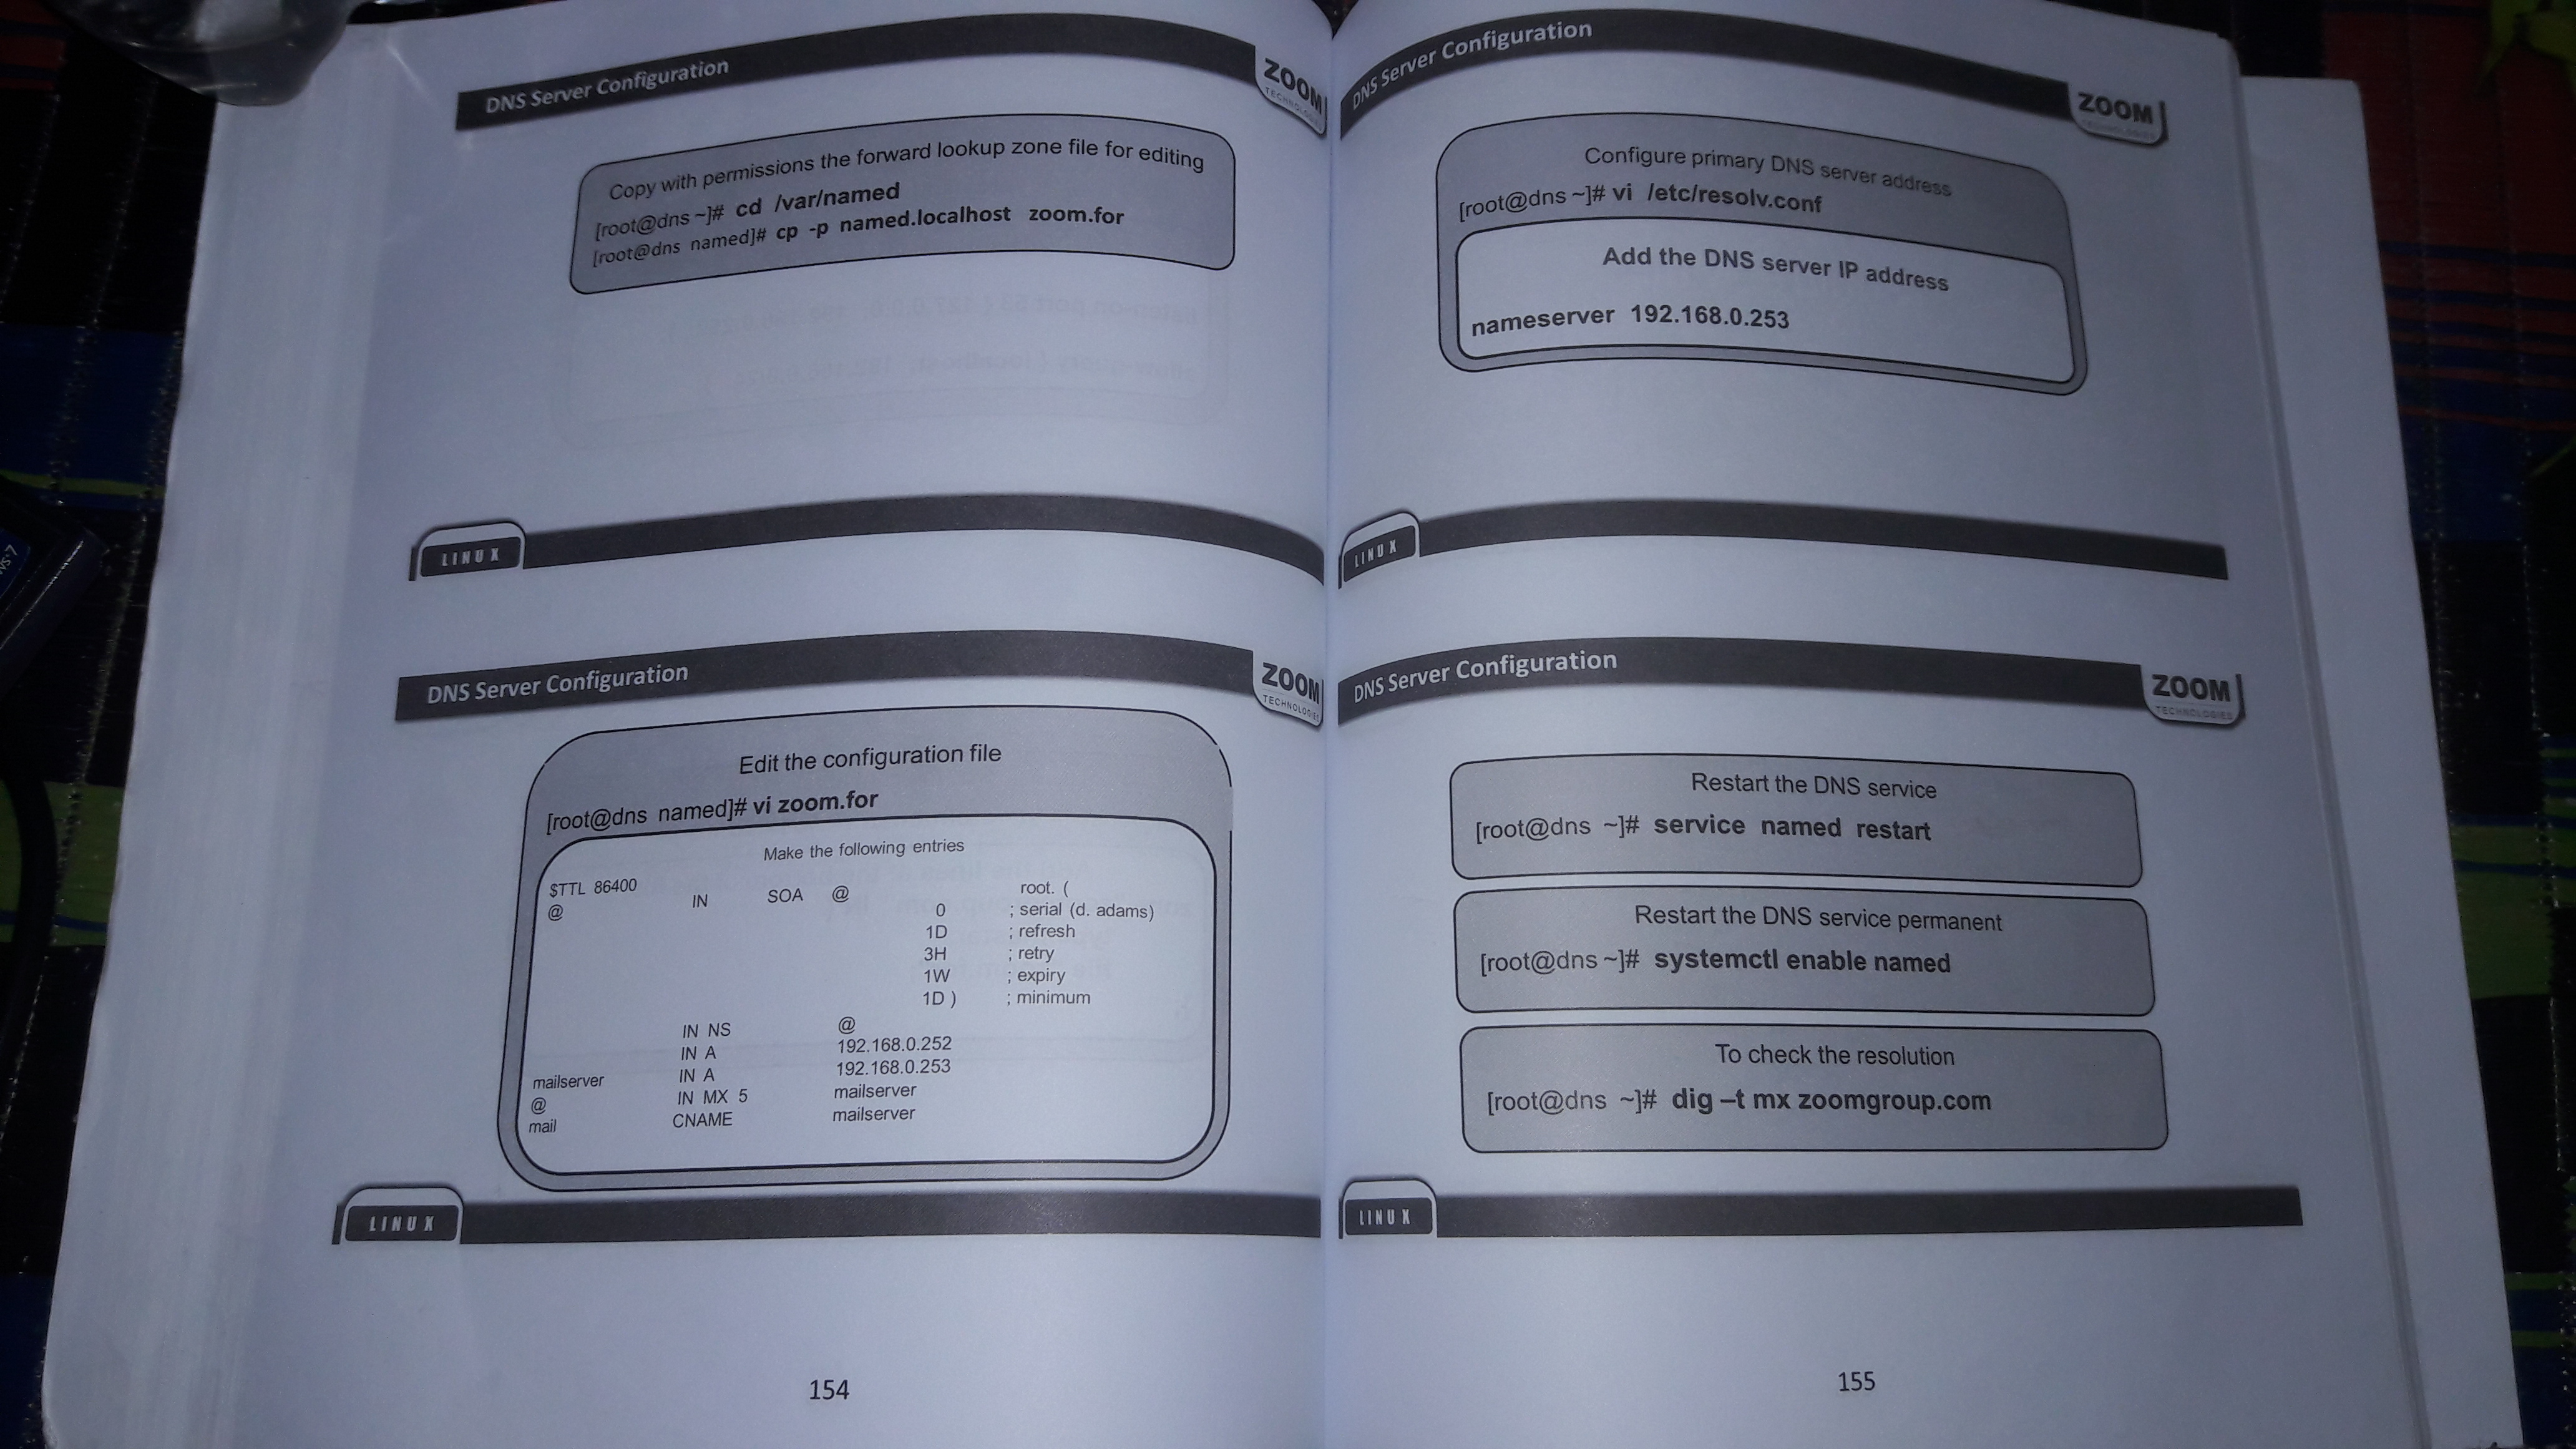 DNS Server Configuration
ZOOM
TECHNOLOGIES
Copy with permissions the forward lookup zone file for editing
[root@dns ~]# cd /var/named
[root@dns named]# cp -p named.localhost zoom.for
LINUX
DNS Server Configuration
ZOOM
TECHNOLOGIES
Edit the configuration file
[root@dns named]# vi zoom.for
Make the following entries
$TTL 86400
@ IN SOA @ root. (
0 ; serial (d. adams)
1D ; refresh
3H ; retry
1W ; expiry
1D ) ; minimum
IN NS @
IN A 192.168.0.252
mailserver IN A 192.168.0.253
@ IN MX 5 mailserver
mail CNAME mailserver
LINUX
154
DNS Server Configuration
ZOOM
TECHNOLOGIES
Configure primary DNS server address
[root@dns ~]# vi /etc/resolv.conf
Add the DNS server IP address
nameserver 192.168.0.253
LINUX
DNS Server Configuration
ZOOM
TECHNOLOGIES
Restart the DNS service
[root@dns ~]# service named restart
Restart the DNS service permanent
[root@dns ~]# systemctl enable named
To check the resolution
[root@dns ~]# dig –t mx zoomgroup.com
LINUX
155